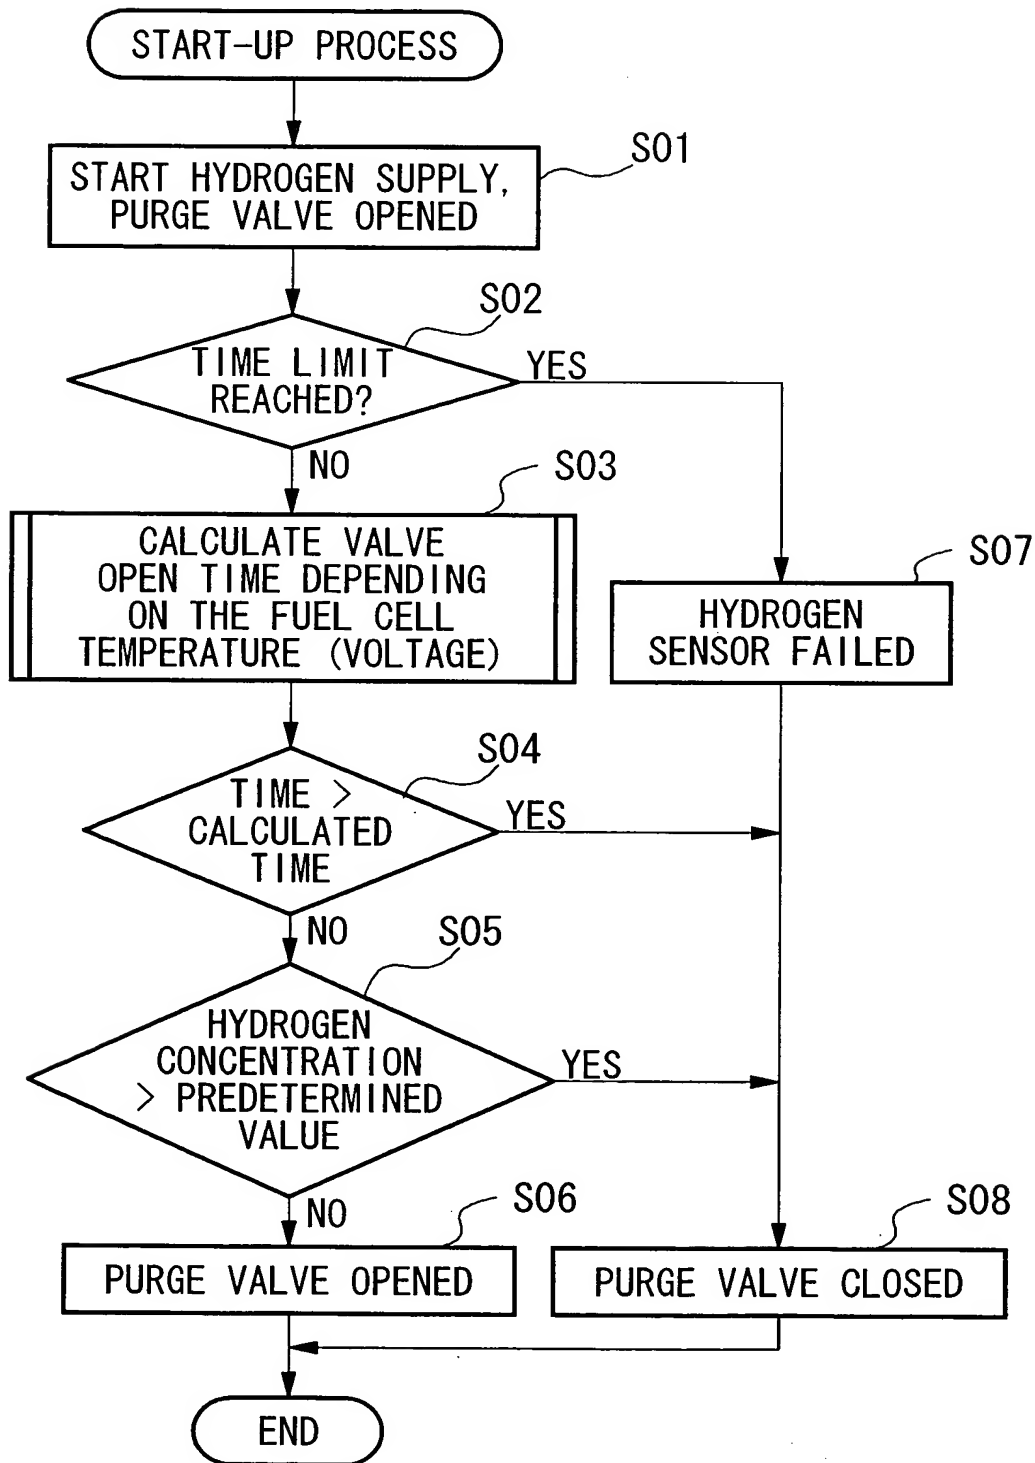 START-UP PROCESS
S01
START HYDROGEN SUPPLY,
PURGE VALVE OPENED
S02
TIME LIMIT
REACHED?
YES
NO
S03
CALCULATE VALVE
OPEN TIME DEPENDING
ON THE FUEL CELL
TEMPERATURE (VOLTAGE)
S07
HYDROGEN
SENSOR FAILED
S04
TIME >
CALCULATED
TIME
YES
NO
S05
HYDROGEN
CONCENTRATION
> PREDETERMINED
VALUE
YES
NO
S06
PURGE VALVE OPENED
S08
PURGE VALVE CLOSED
END